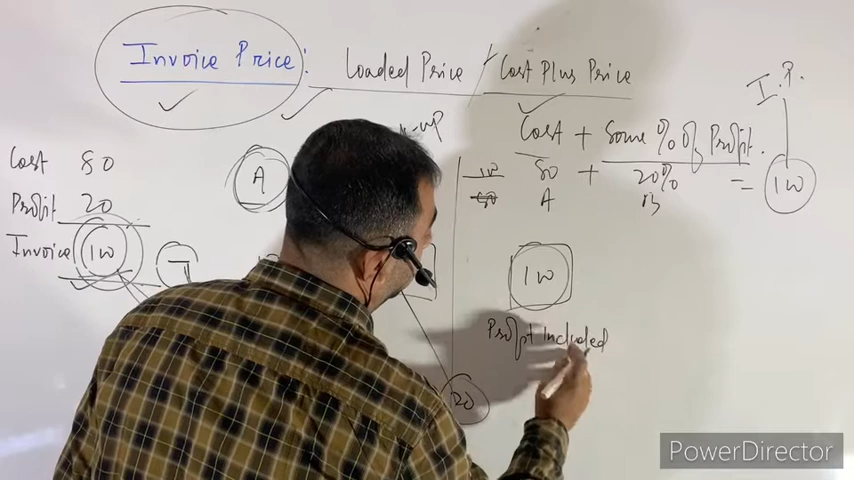 Invoice Price : Loaded Price / Cost Plus Price
I.P.
Cost + Some % of Profit.
80 + 20% = 100
A B
Cost 80
Profit 20
Invoice 100
A
100
Profit Included
20
PowerDirector